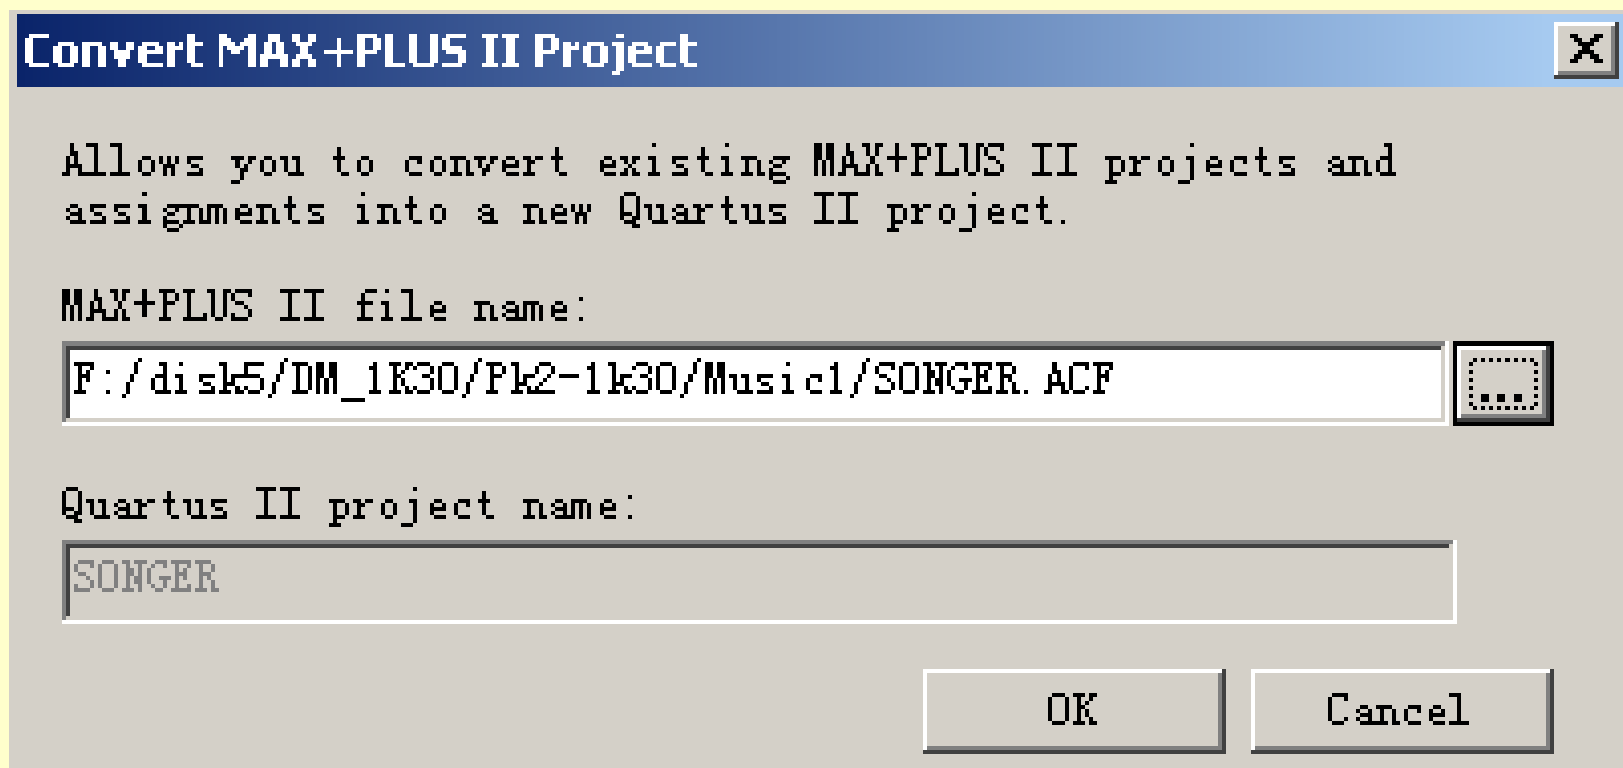 Convert MAX+PLUS II Project
Allows you to convert existing MAX+PLUS II projects and
assignments into a new Quartus II project.
MAX+PLUS II file name:
F:/disk5/DM_1K30/Pk2-1k30/Music1/SONGER.ACF
...
Quartus II project name:
SONGER
OK
Cancel